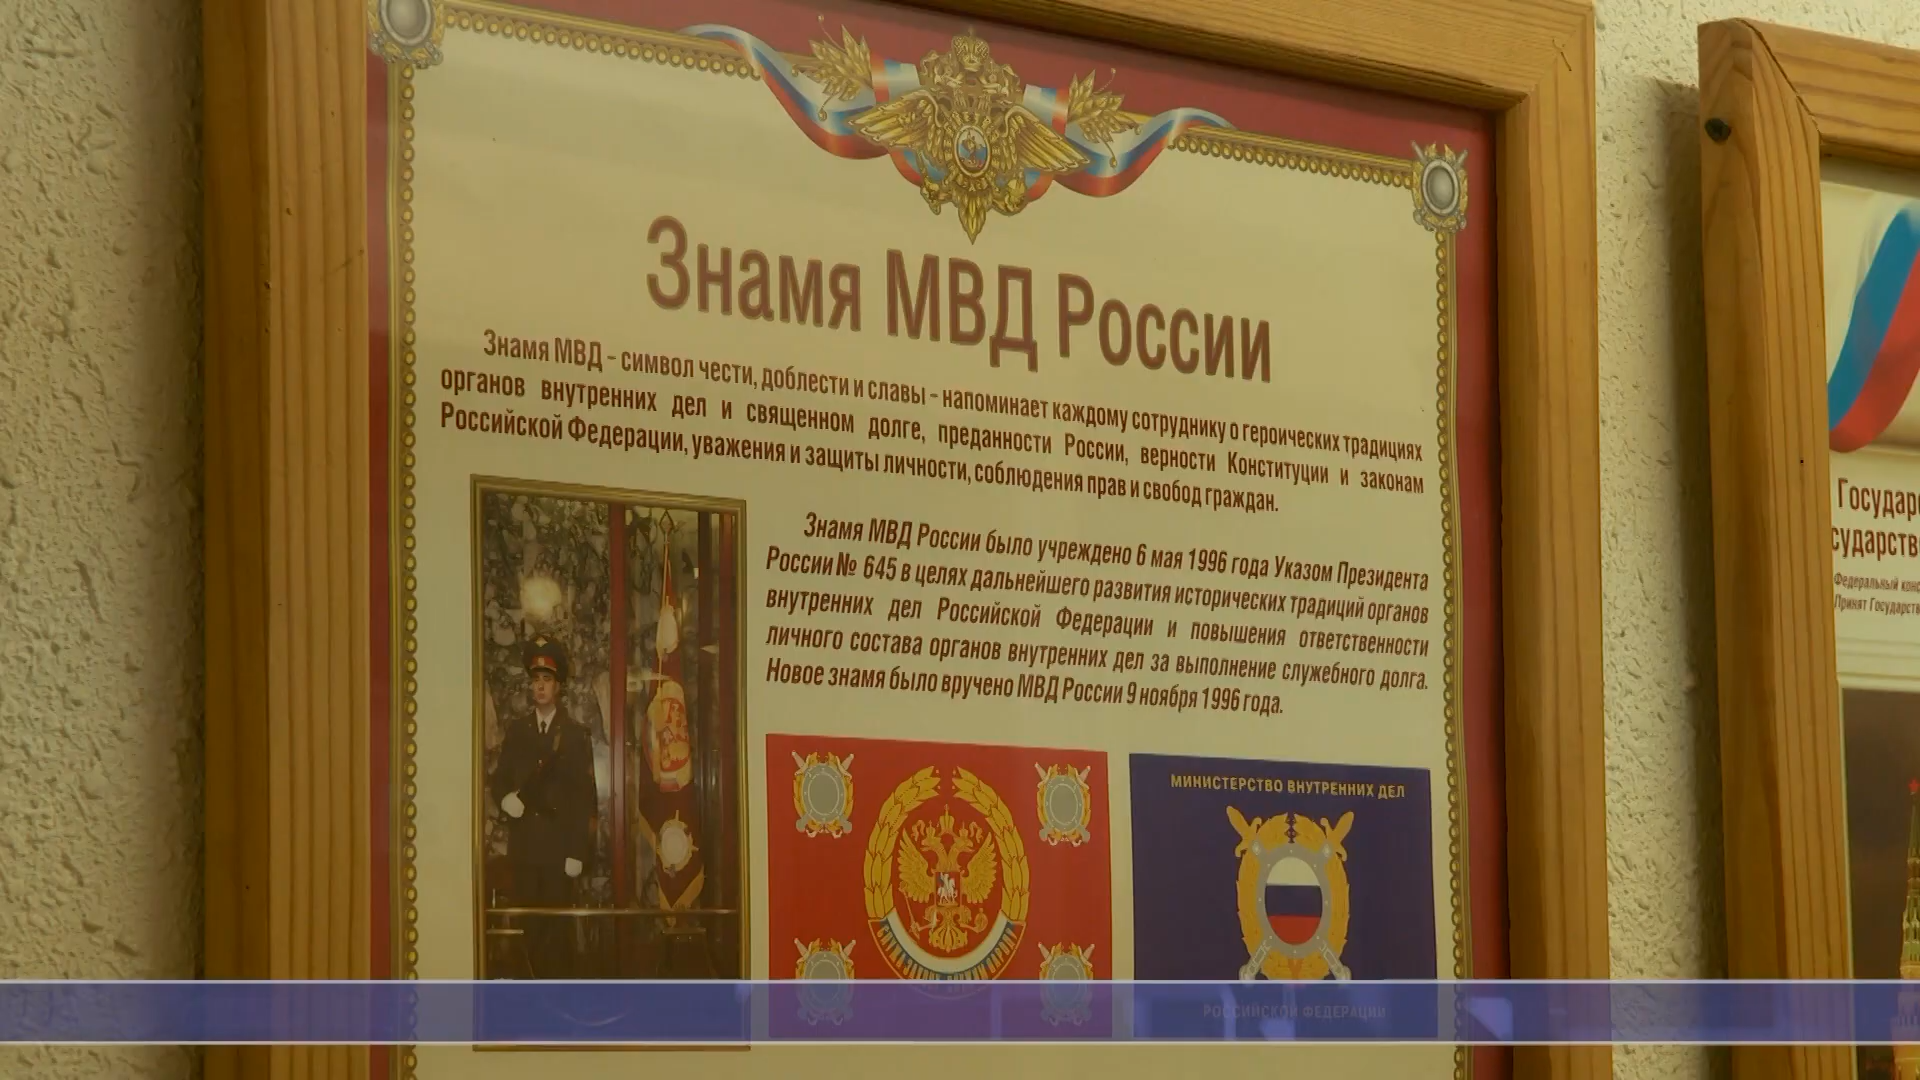 Знамя МВД России
Знамя МВД - символ чести, доблести и славы - напоминает каждому сотруднику о героических традициях
органов внутренних дел и священном долге, преданности России, верности Конституции и законам
Российской Федерации, уважения и защиты личности, соблюдения прав и свобод граждан.
Знамя МВД России было учреждено 6 мая 1996 года Указом Президента
России № 645 в целях дальнейшего развития исторических традиций органов
внутренних дел Российской Федерации и повышения ответственности
личного состава органов внутренних дел за выполнение служебного долга.
Новое знамя было вручено МВД России 9 ноября 1996 года.
МИНИСТЕРСТВО ВНУТРЕННИХ ДЕЛ
РОССИЙСКОЙ ФЕДЕРАЦИИ
Государ
сударств
Федеральный конс
Принят Государств